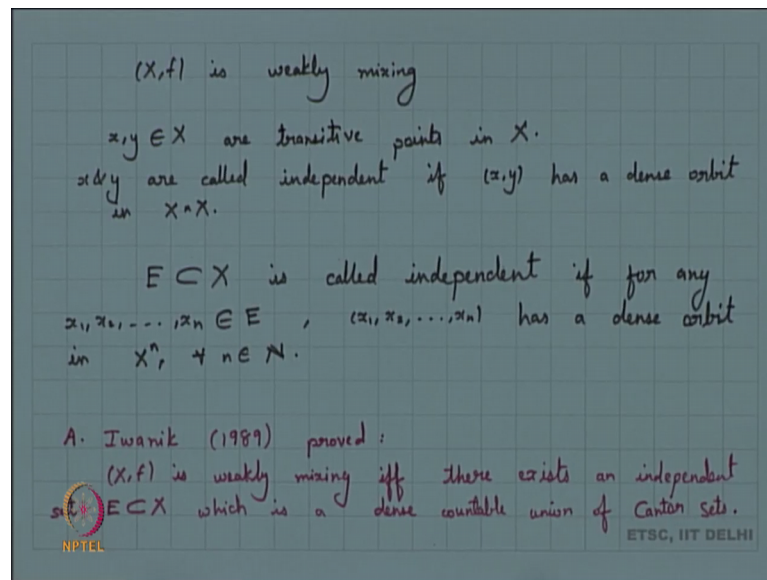 (X,f) is weakly mixing
x,y ∈ X are transitive points in X.
x & y are called independent if (x,y) has a dense orbit
in X×X.
E ⊂ X is called independent if for any
x₁, x₂, ..., xₙ ∈ E , (x₁, x₂, ..., xₙ) has a dense orbit
in Xⁿ, ∀ n ∈ N.
A. Iwanik (1989) proved :
(X,f) is weakly mixing iff there exists an independent
set E ⊂ X which is a dense countable union of Cantor sets.
NPTEL
ETSC, IIT DELHI